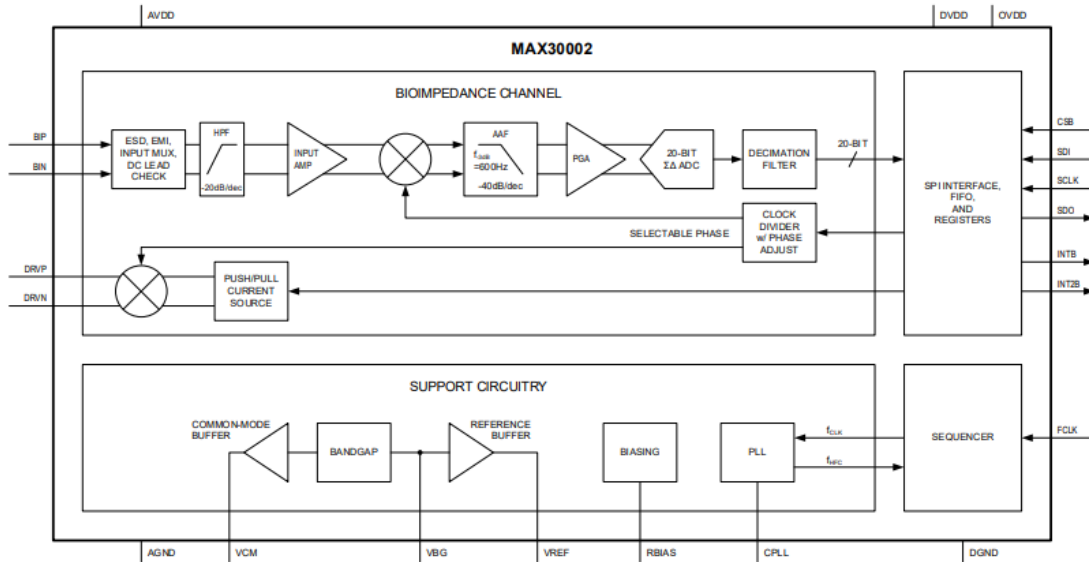 AVDD
DVDD
OVDD
MAX30002
BIOIMPEDANCE CHANNEL
BIP
BIN
ESD, EMI,
INPUT MUX,
DC LEAD
CHECK
HPF
-20dB/dec
INPUT
AMP
AAF
f-3dB
=600Hz
-40dB/dec
PGA
20-BIT
ΣΔ ADC
DECIMATION
FILTER
20-BIT
SPI INTERFACE,
FIFO,
AND
REGISTERS
CSB
SDI
SCLK
SDO
INTB
INT2B
SELECTABLE PHASE
CLOCK
DIVIDER
w/ PHASE
ADJUST
DRVP
DRVN
PUSH/PULL
CURRENT
SOURCE
SUPPORT CIRCUITRY
COMMON-MODE
BUFFER
BANDGAP
REFERENCE
BUFFER
BIASING
PLL
fCLK
fHFC
SEQUENCER
FCLK
AGND
VCM
VBG
VREF
RBIAS
CPLL
DGND